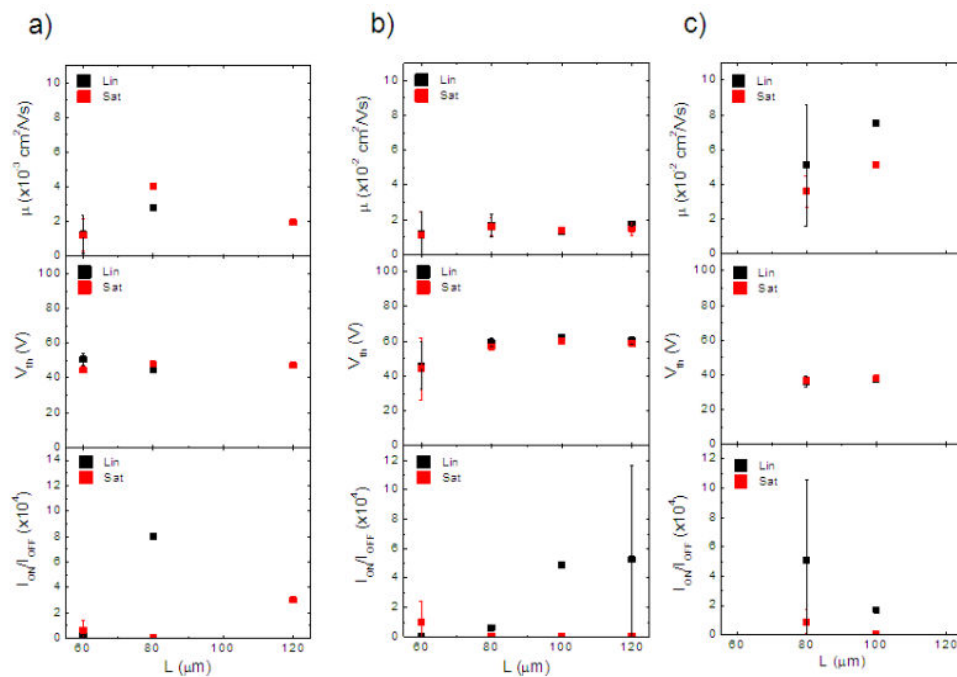 a)
10
8
6
4
2
0
μ (x10⁻³ cm²/Vs)
Lin
Sat
100
80
60
40
20
0
V_th (V)
Lin
Sat
14
12
10
8
6
4
2
0
I_ON/I_OFF (x10⁴)
Lin
Sat
60 80 100 120
L (μm)
b)
10
8
6
4
2
0
μ (x10⁻² cm²/Vs)
Lin
Sat
100
80
60
40
20
0
V_th (V)
Lin
Sat
12
10
8
6
4
2
0
I_ON/I_OFF (x10⁴)
Lin
Sat
60 80 100 120
L (μm)
c)
10
8
6
4
2
0
μ (x10⁻² cm²/Vs)
Lin
Sat
100
80
60
40
20
0
V_th (V)
Lin
Sat
12
10
8
6
4
2
0
I_ON/I_OFF (x10⁴)
Lin
Sat
60 80 100 120
L (μm)